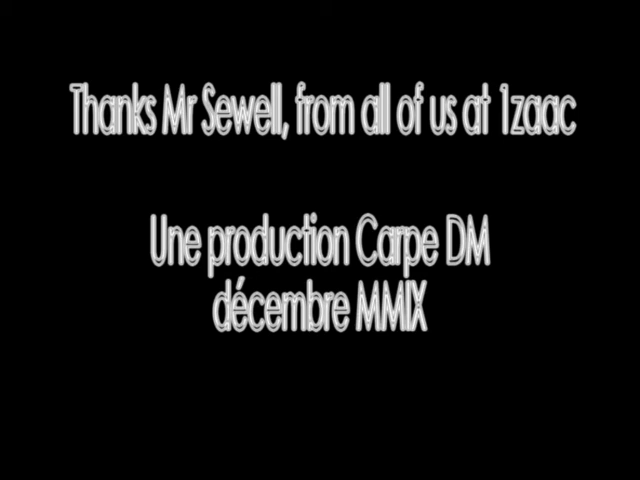 Thanks Mr Sewell, from all of us at 1zaac
Une production Carpe DM
décembre MMIX